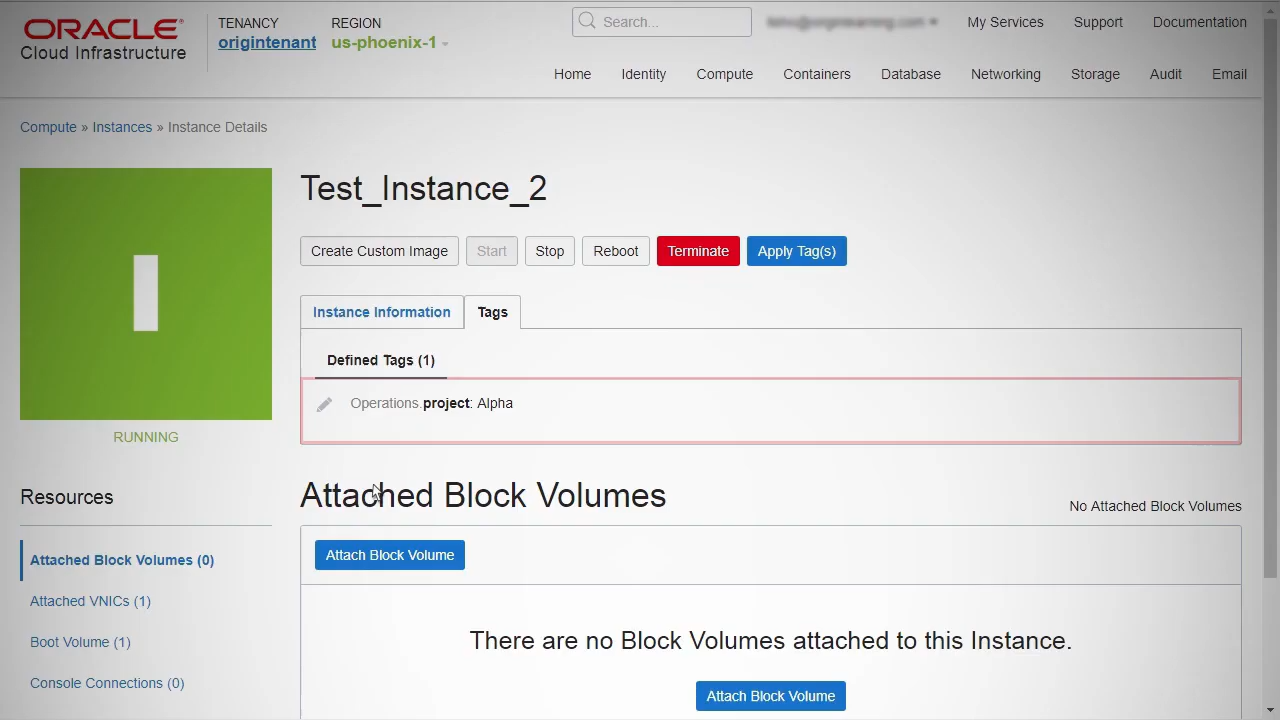 ORACLE
Cloud Infrastructure
TENANCY
origintenant
REGION
us-phoenix-1
Search...
My Services
Support
Documentation
Home
Identity
Compute
Containers
Database
Networking
Storage
Audit
Email
Compute » Instances » Instance Details
I
RUNNING
Test_Instance_2
Create Custom Image
Start
Stop
Reboot
Terminate
Apply Tag(s)
Instance Information
Tags
Defined Tags (1)
Operations.project: Alpha
Resources
Attached Block Volumes (0)
Attached VNICs (1)
Boot Volume (1)
Console Connections (0)
Attached Block Volumes
No Attached Block Volumes
Attach Block Volume
There are no Block Volumes attached to this Instance.
Attach Block Volume